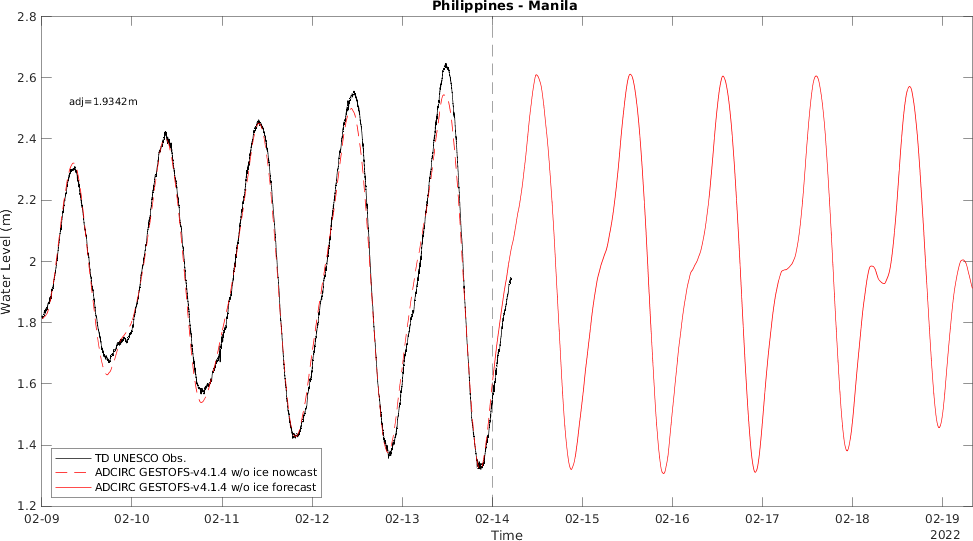 Philippines - Manila
2.8
2.6
2.4
2.2
2
1.8
1.6
1.4
1.2
Water Level (m)
adj=1.9342m
TD UNESCO Obs.
ADCIRC GESTOFS-v4.1.4 w/o ice nowcast
ADCIRC GESTOFS-v4.1.4 w/o ice forecast
02-09 02-10 02-11 02-12 02-13 02-14 02-15 02-16 02-17 02-18 02-19
Time
2022